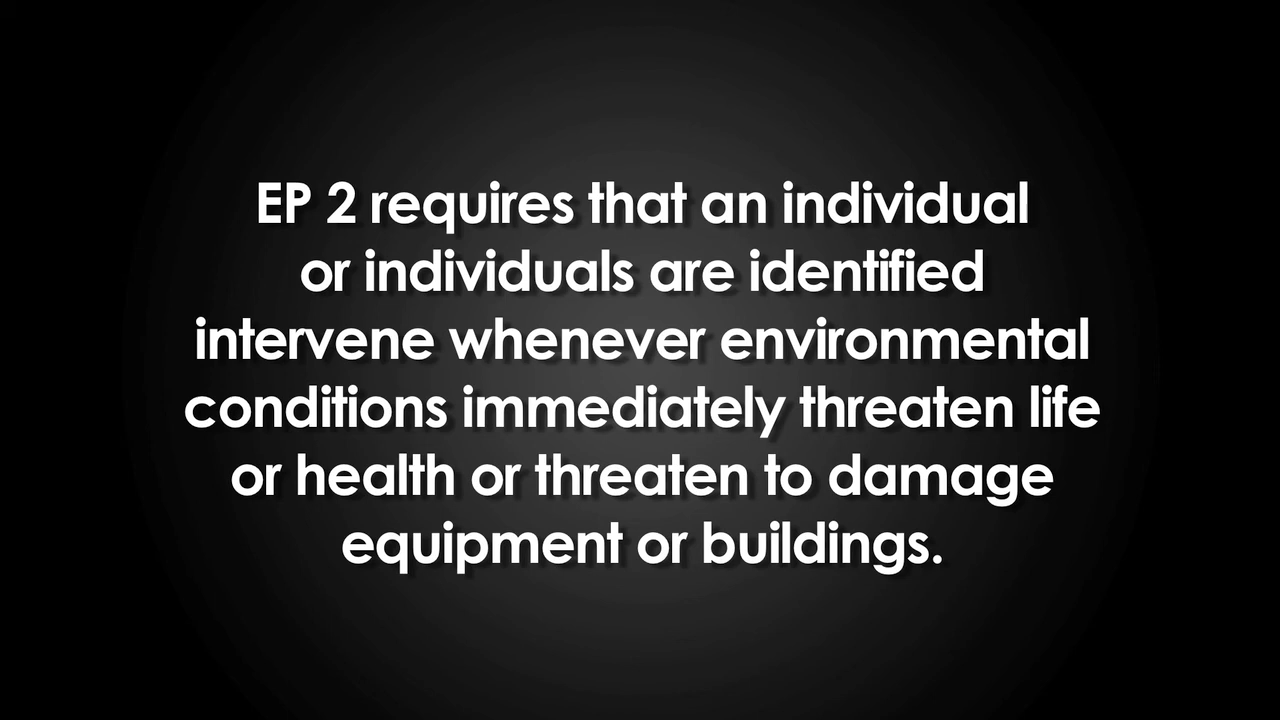 EP 2 requires that an individual
or individuals are identified
intervene whenever environmental
conditions immediately threaten life
or health or threaten to damage
equipment or buildings.